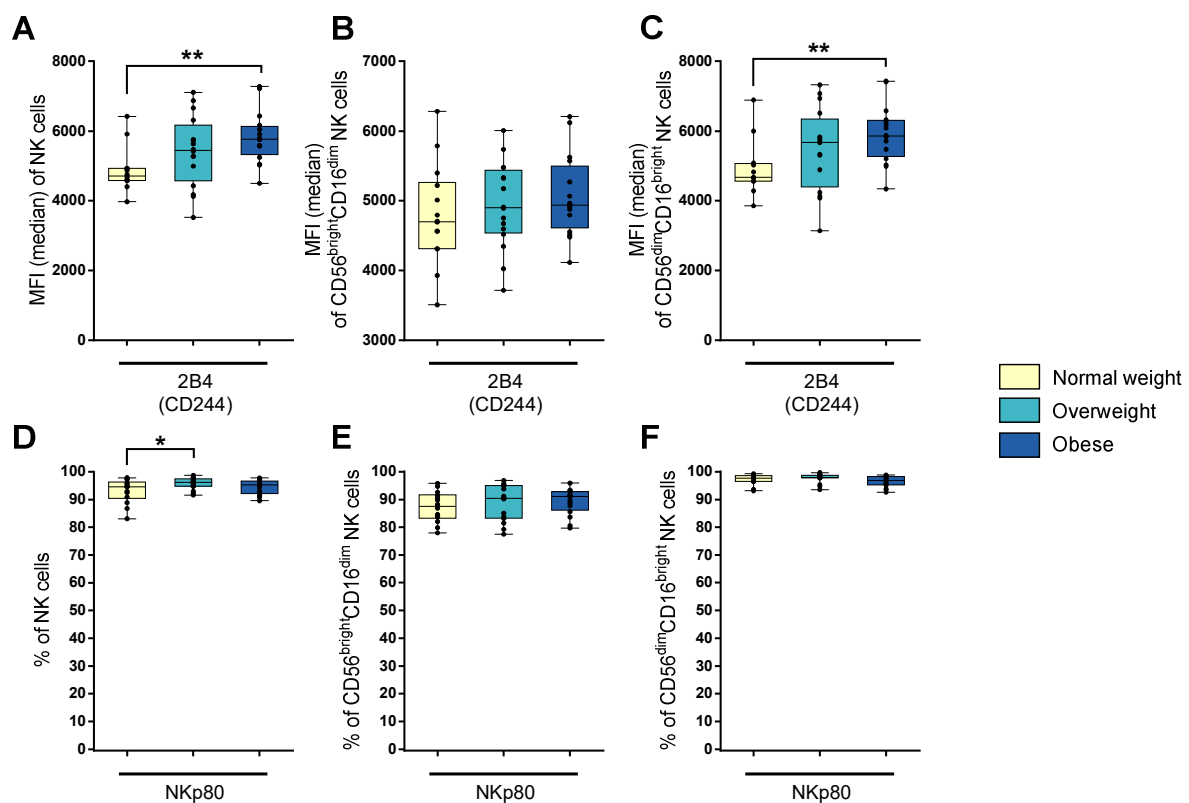 A
B
C
**
**
MFI (median) of NK cells
8000
6000
4000
2000
0
2B4
(CD244)
MFI (median)
of CD56brightCD16dim NK cells
7000
6000
5000
4000
3000
2B4
(CD244)
MFI (median)
of CD56dimCD16bright NK cells
8000
6000
4000
2000
0
2B4
(CD244)
Normal weight
Overweight
Obese
D
E
F
*
% of NK cells
100
90
80
70
60
50
40
30
20
10
0
NKp80
% of CD56brightCD16dim NK cells
100
90
80
70
60
50
40
30
20
10
0
NKp80
% of CD56dimCD16bright NK cells
100
90
80
70
60
50
40
30
20
10
0
NKp80